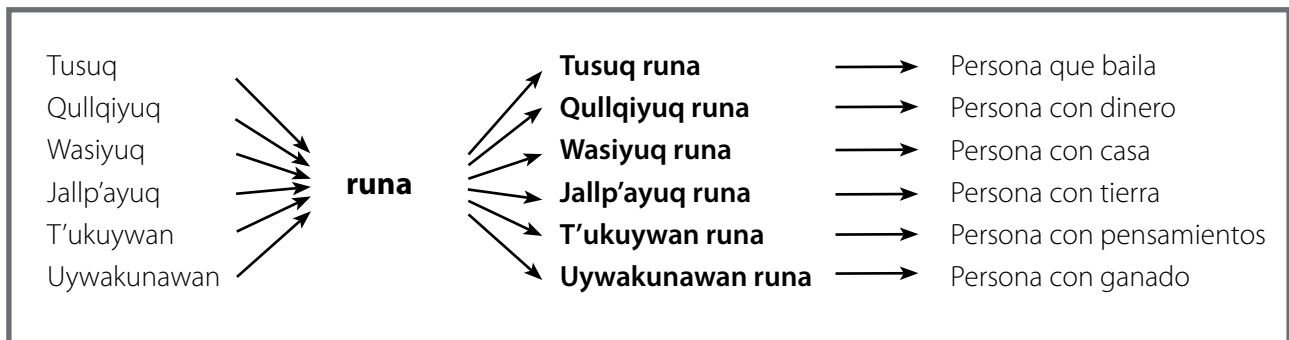 Tusuq
Qullqiyuq
Wasiyuq
Jallp’ayuq
T’ukuywan
Uywakunawan
runa
Tusuq runa
Qullqiyuq runa
Wasiyuq runa
Jallp’ayuq runa
T’ukuywan runa
Uywakunawan runa
Persona que baila
Persona con dinero
Persona con casa
Persona con tierra
Persona con pensamientos
Persona con ganado